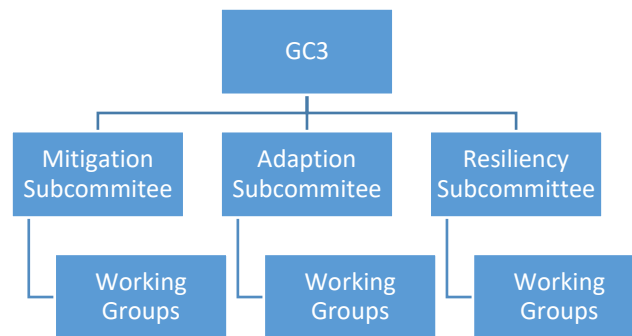 GC3
Mitigation
Subcommitee
Adaption
Subcommitee
Resiliency
Subcommittee
Working
Groups
Working
Groups
Working
Groups